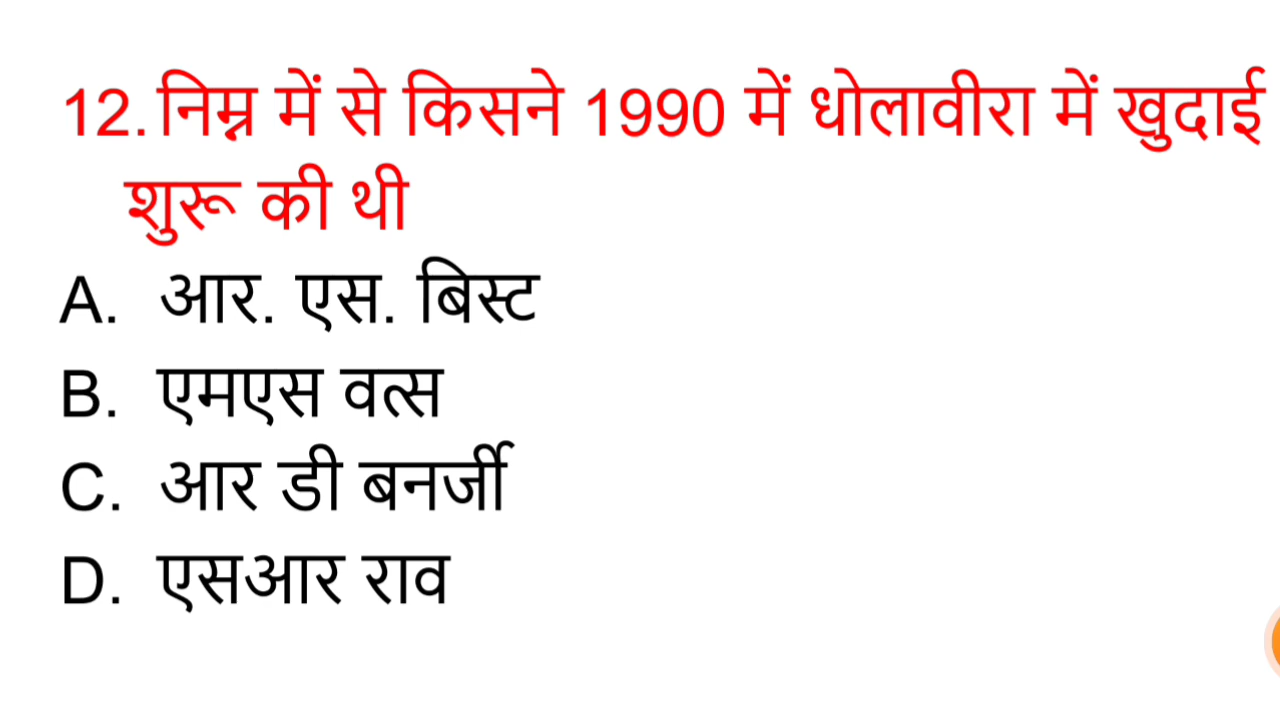 12. निम्न में से किसने 1990 में धोलावीरा में खुदाई
शुरू की थी
A. आर. एस. बिस्ट
B. एमएस वत्स
C. आर डी बनर्जी
D. एसआर राव